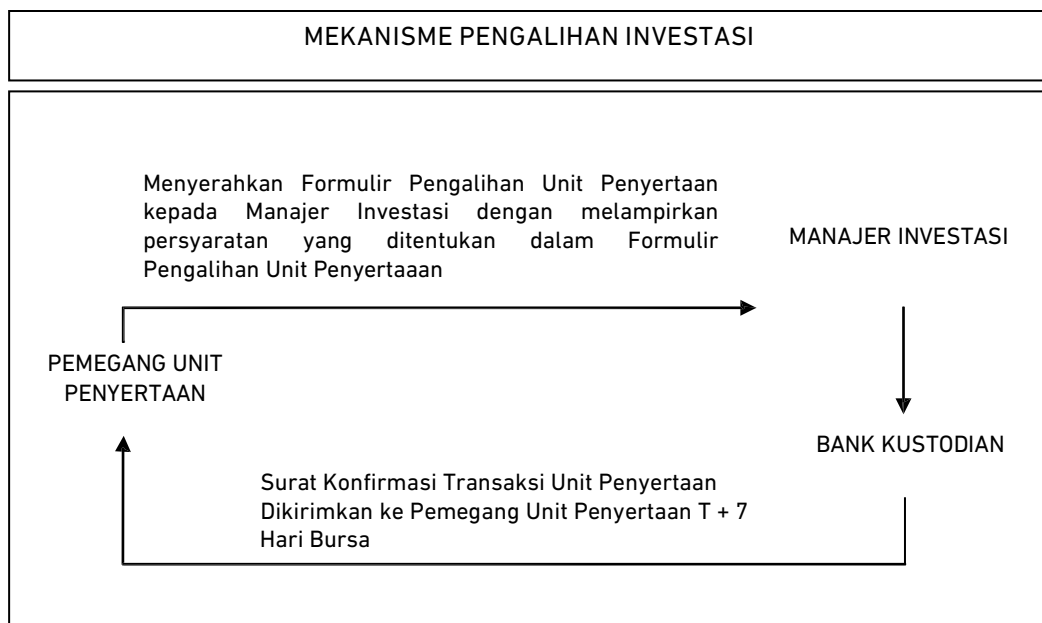 MEKANISME PENGALIHAN INVESTASI
Menyerahkan Formulir Pengalihan Unit Penyertaan
kepada Manajer Investasi dengan melampirkan
persyaratan yang ditentukan dalam Formulir
Pengalihan Unit Penyertaaan
MANAJER INVESTASI
PEMEGANG UNIT
PENYERTAAN
BANK KUSTODIAN
Surat Konfirmasi Transaksi Unit Penyertaan
Dikirimkan ke Pemegang Unit Penyertaan T + 7
Hari Bursa